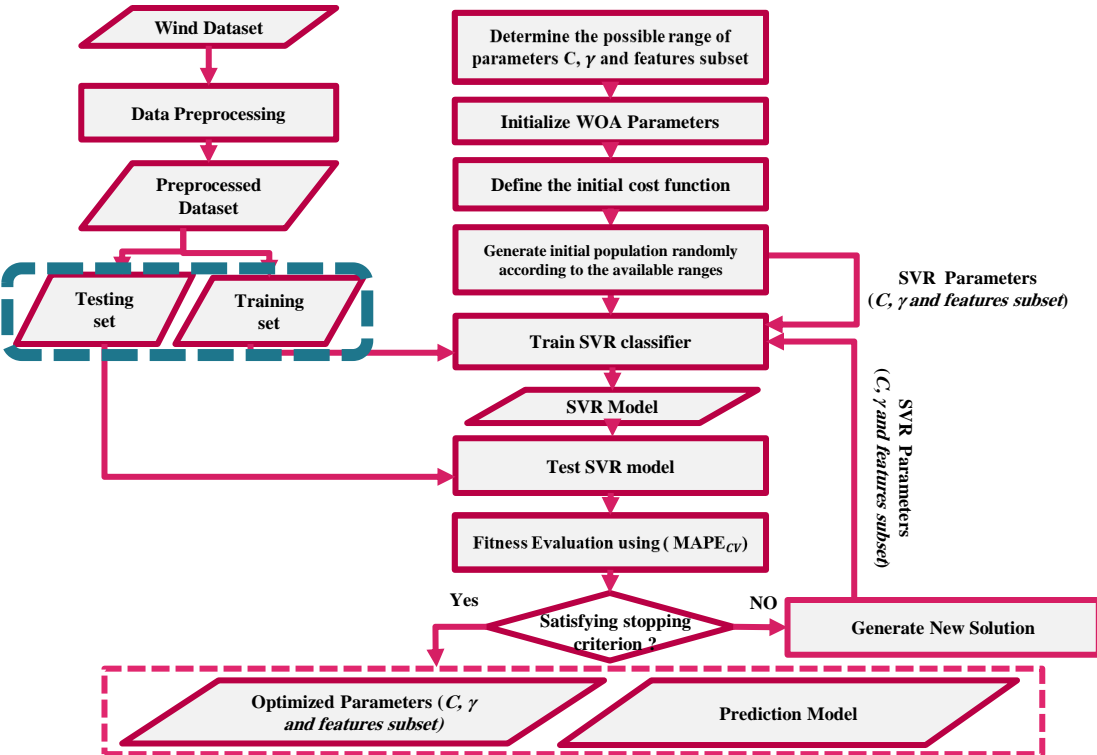 Wind Dataset
Data Preprocessing
Preprocessed
Dataset
Testing
set
Training
set
Determine the possible range of
parameters C, γ and features subset
Initialize WOA Parameters
Define the initial cost function
Generate initial population randomly
according to the available ranges
SVR Parameters
(C, γ and features subset)
Train SVR classifier
SVR Model
Test SVR model
SVR Parameters
(C, γ and features subset)
Fitness Evaluation using ( MAPECV)
Yes
Satisfying stopping
criterion ?
NO
Generate New Solution
Optimized Parameters (C, γ
and features subset)
Prediction Model